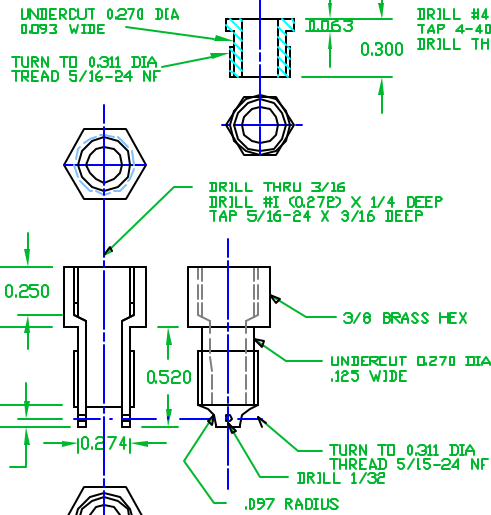 UNDERCUT 0.270 DIA
0.093 WIDE
TURN TO 0.311 DIA
TREAD 5/16-24 NF
0.063
0.300
DRILL #4
TAP 4-40
DRILL TH
DRILL THRU 3/16
DRILL #I (0.272) X 1/4 DEEP
TAP 5/16-24 X 3/16 DEEP
0.250
3/8 BRASS HEX
0.520
UNDERCUT 0.270 DIA
.125 WIDE
0.274
TURN TO 0.311 DIA
THREAD 5/15-24 NF
DRILL 1/32
.097 RADIUS